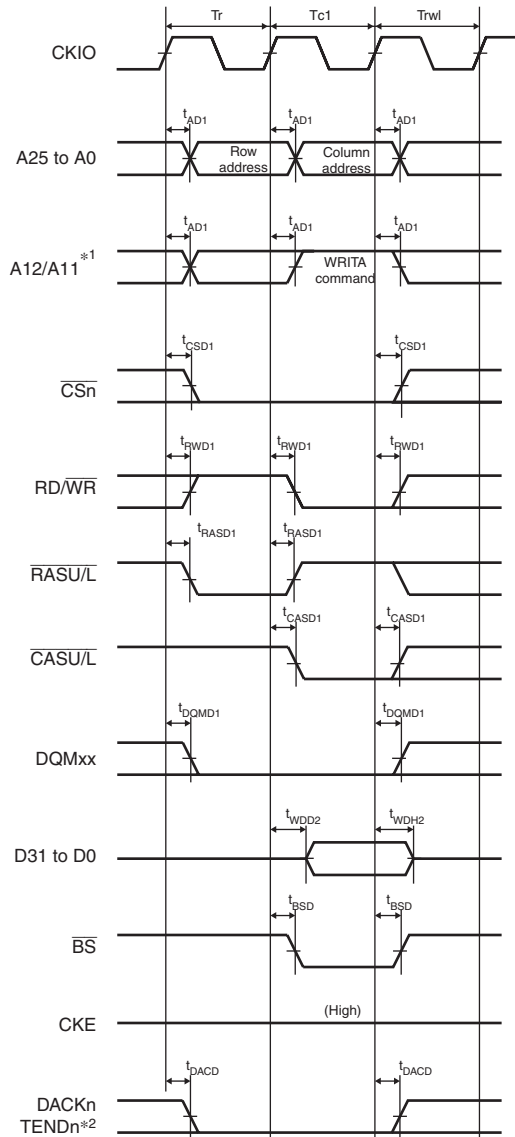 Tr Tc1 Trwl
CKIO
tAD1 tAD1 tAD1
A25 to A0
Row address
Column address
tAD1 tAD1 tAD1
A12/A11*1
WRITA command
tCSD1 tCSD1
CSn
tRWD1 tRWD1 tRWD1
RD/WR
tRASD1 tRASD1
RASU/L
tCASD1 tCASD1
CASU/L
tDQMD1 tDQMD1
DQMxx
tWDD2 tWDH2
D31 to D0
tBSD tBSD
BS
(High)
CKE
tDACD tDACD
DACKn
TENDn*2